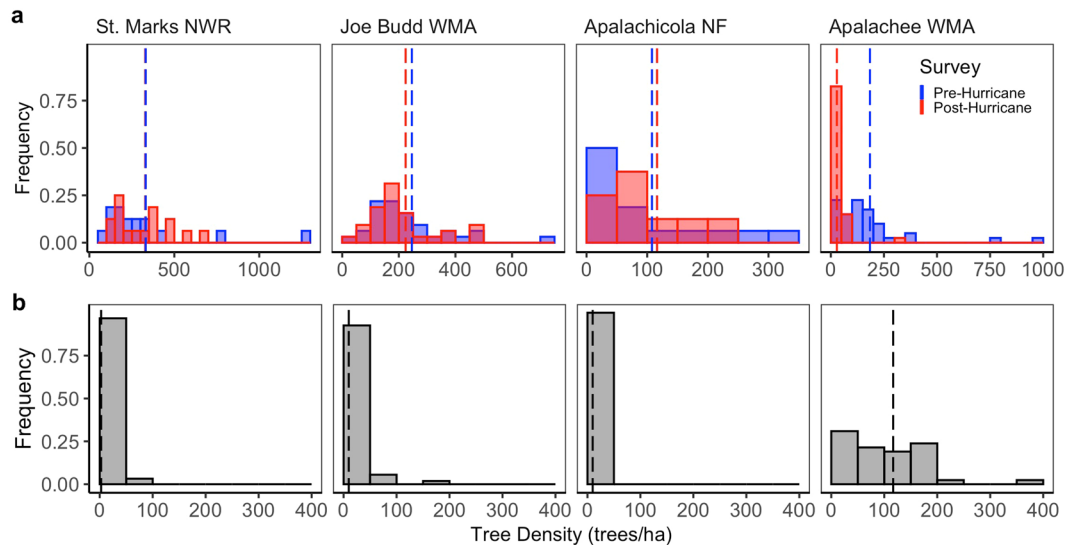 a
St. Marks NWR
Joe Budd WMA
Apalachicola NF
Apalachee WMA
Frequency
0.75
0.50
0.25
0.00
Survey
Pre-Hurricane
Post-Hurricane
0 500 1000
0 200 400 600
0 100 200 300
0 250 500 750 1000
b
Frequency
0.75
0.50
0.25
0.00
0 100 200 300 400
0 100 200 300 400
0 100 200 300 400
0 100 200 300 400
Tree Density (trees/ha)